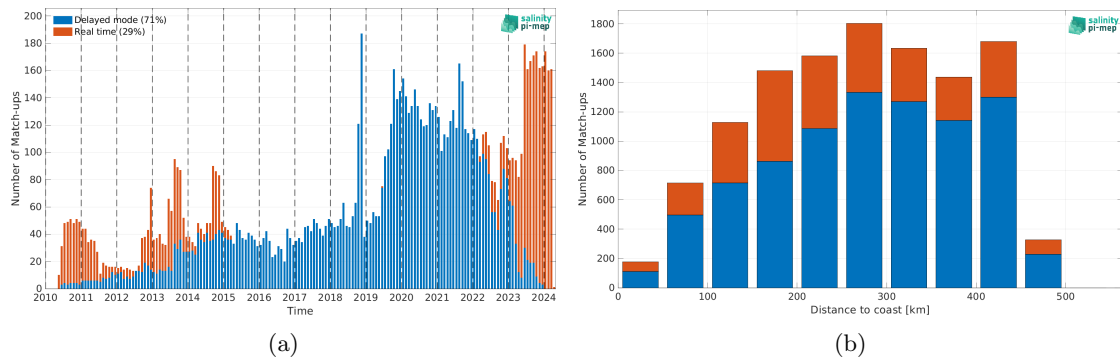 Delayed mode (71%)
Real time (29%)
salinity
pi-mep
Number of Match-ups
200
180
160
140
120
100
80
60
40
20
0
2010 2011 2012 2013 2014 2015 2016 2017 2018 2019 2020 2021 2022 2023 2024
Time
(a)
salinity
pi-mep
Number of Match-ups
1800
1600
1400
1200
1000
800
600
400
200
0
0 100 200 300 400 500
Distance to coast [km]
(b)